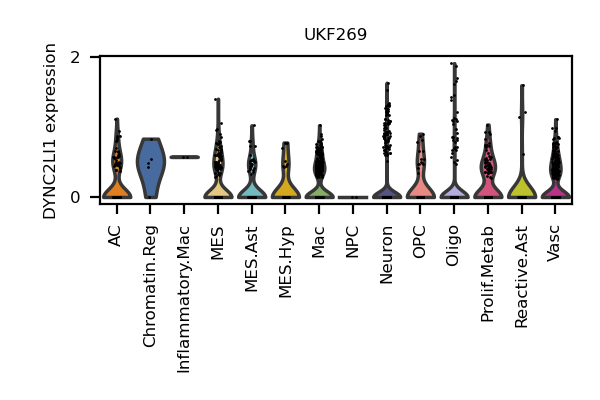 UKF269
DYNC2LI1 expression
2
0
AC
Chromatin.Reg
Inflammatory.Mac
MES
MES.Ast
MES.Hyp
Mac
NPC
Neuron
OPC
Oligo
Prolif.Metab
Reactive.Ast
Vasc